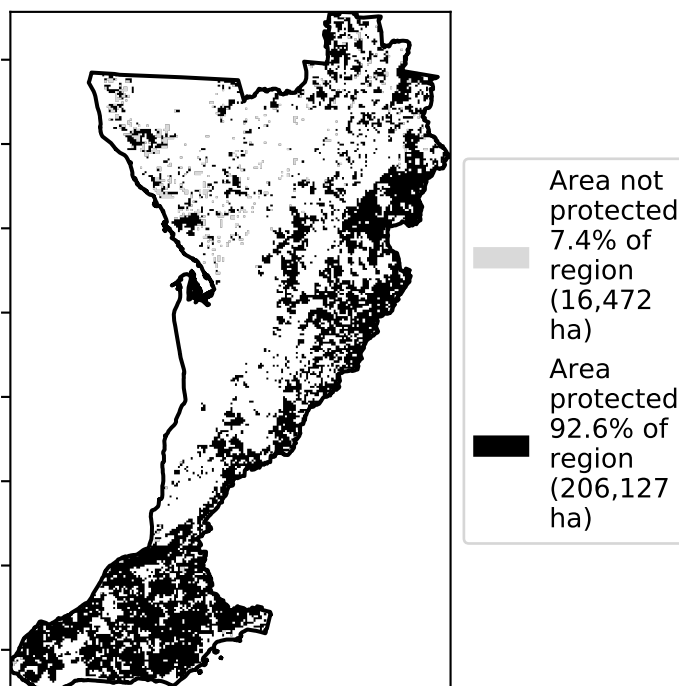 Area not
protected
7.4% of
region
(16,472
ha)
Area
protected
92.6% of
region
(206,127
ha)